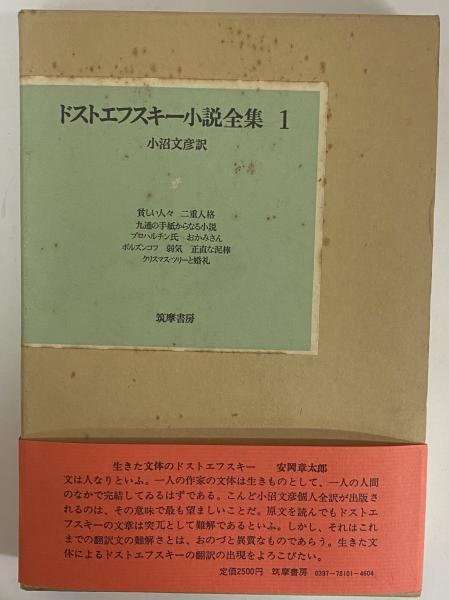 ドストエフスキー小説全集 1
小沼文彦訳
貧しい人々 二重人格
九通の手紙からなる小説
プロハルチン氏 おかみさん
ポルズンコフ 弱気 正直な泥棒
クリスマス・ツリーと婚礼
筑摩書房
生きた文体のドストエフスキー 安岡章太郎
文は人なりといふ。一人の作家の文体は生きものとして、一人の人間
のなかで完結してゐるはずである。こんど小沼文彦個人全訳が出版さ
れるのは、その意味で最も望ましいことだ。原文を読んでもドストエ
フスキーの文章は突兀として難解であるといふ。しかし、それはこれ
までの翻訳文の難解さとは、おのづと異質なものであらう。生きた文
体によるドストエフスキーの翻訳の出現をよろこびたい。
定価2500円 筑摩書房 0397-78101-4604